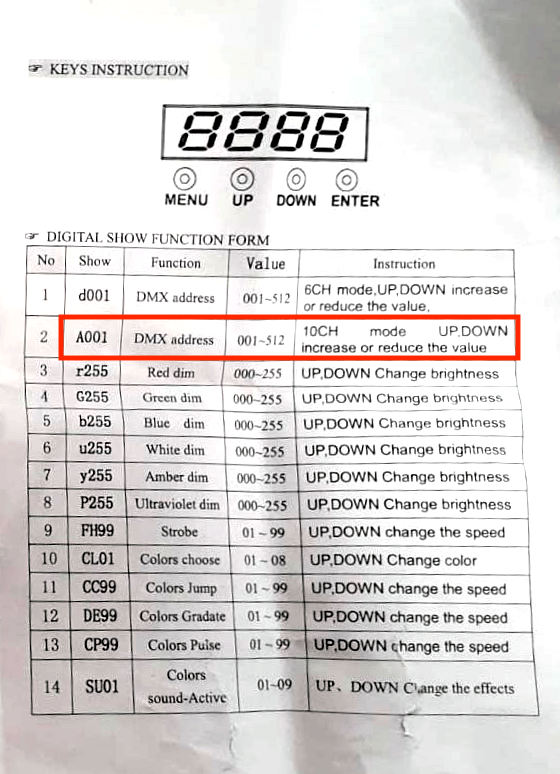 ☞ KEYS INSTRUCTION
8888
MENU UP DOWN ENTER
☞ DIGITAL SHOW FUNCTION FORM
No Show Function Value Instruction
1 d001 DMX address 001~512 6CH mode,UP,DOWN increase
or reduce the value,
2 A001 DMX address 001~512 10CH mode UP,DOWN
increase or reduce the value
3 r255 Red dim 000~255 UP,DOWN Change brightness
4 G255 Green dim 000~255 UP,DOWN Change brightness
5 b255 Blue dim 000~255 UP,DOWN Change brightness
6 u255 White dim 000~255 UP,DOWN Change brightness
7 y255 Amber dim 000~255 UP,DOWN Change brightness
8 P255 Ultraviolet dim 000~255 UP,DOWN Change brightness
9 FH99 Strobe 01~99 UP,DOWN change the speed
10 CL01 Colors choose 01~08 UP,DOWN Change color
11 CC99 Colors Jump 01~99 UP,DOWN change the speed
12 DE99 Colors Gradate 01~99 UP,DOWN change the speed
13 CP99 Colors Pulse 01~99 UP,DOWN change the speed
14 SU01 Colors
sound-Active 01~09 UP、DOWN Change the effects